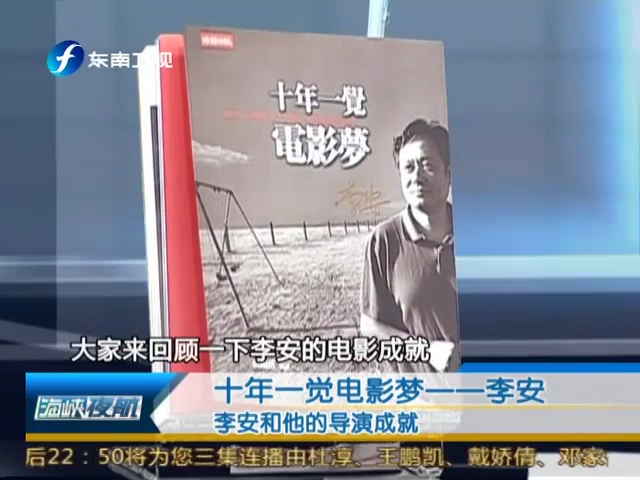 东南卫视
十年一觉
電影夢
李安
大家来回顾一下李安的电影成就
十年一觉电影梦——李安
海峡夜航
李安和他的导演成就
后22：50将为您三集连播由杜淳、王鹏凯、戴娇倩、邓家